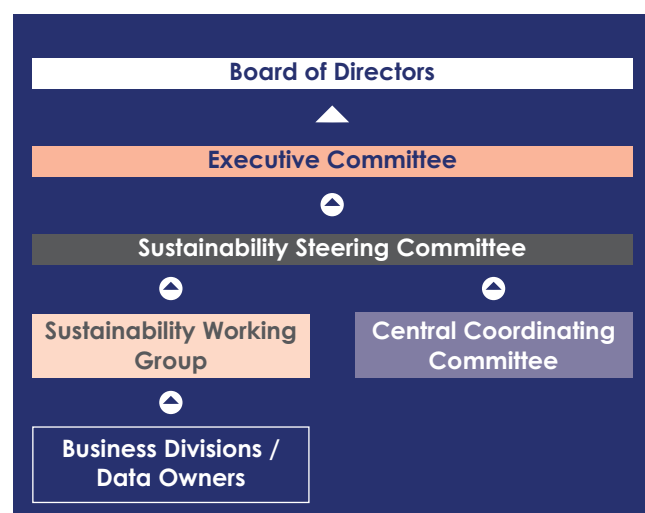 Board of Directors
Executive Committee
Sustainability Steering Committee
Sustainability Working
Group
Central Coordinating
Committee
Business Divisions /
Data Owners